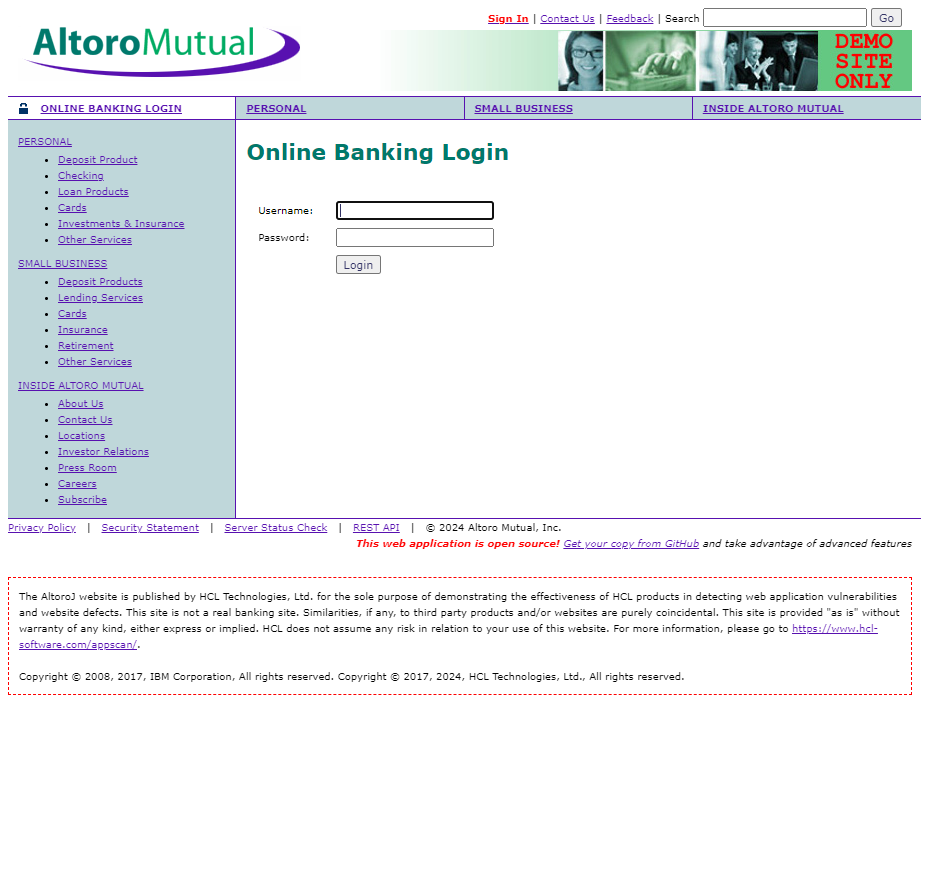 Sign In | Contact Us | Feedback | Search Go
AltoroMutual
DEMO
SITE
ONLY
ONLINE BANKING LOGIN
PERSONAL
SMALL BUSINESS
INSIDE ALTORO MUTUAL
PERSONAL
Deposit Product
Checking
Loan Products
Cards
Investments & Insurance
Other Services
SMALL BUSINESS
Deposit Products
Lending Services
Cards
Insurance
Retirement
Other Services
INSIDE ALTORO MUTUAL
About Us
Contact Us
Locations
Investor Relations
Press Room
Careers
Subscribe
Online Banking Login
Username:
Password:
Login
Privacy Policy | Security Statement | Server Status Check | REST API | © 2024 Altoro Mutual, Inc.
This web application is open source! Get your copy from GitHub and take advantage of advanced features
The AltoroJ website is published by HCL Technologies, Ltd. for the sole purpose of demonstrating the effectiveness of HCL products in detecting web application vulnerabilities
and website defects. This site is not a real banking site. Similarities, if any, to third party products and/or websites are purely coincidental. This site is provided "as is" without
warranty of any kind, either express or implied. HCL does not assume any risk in relation to your use of this website. For more information, please go to https://www.hcl-
software.com/appscan/.
Copyright © 2008, 2017, IBM Corporation, All rights reserved. Copyright © 2017, 2024, HCL Technologies, Ltd., All rights reserved.